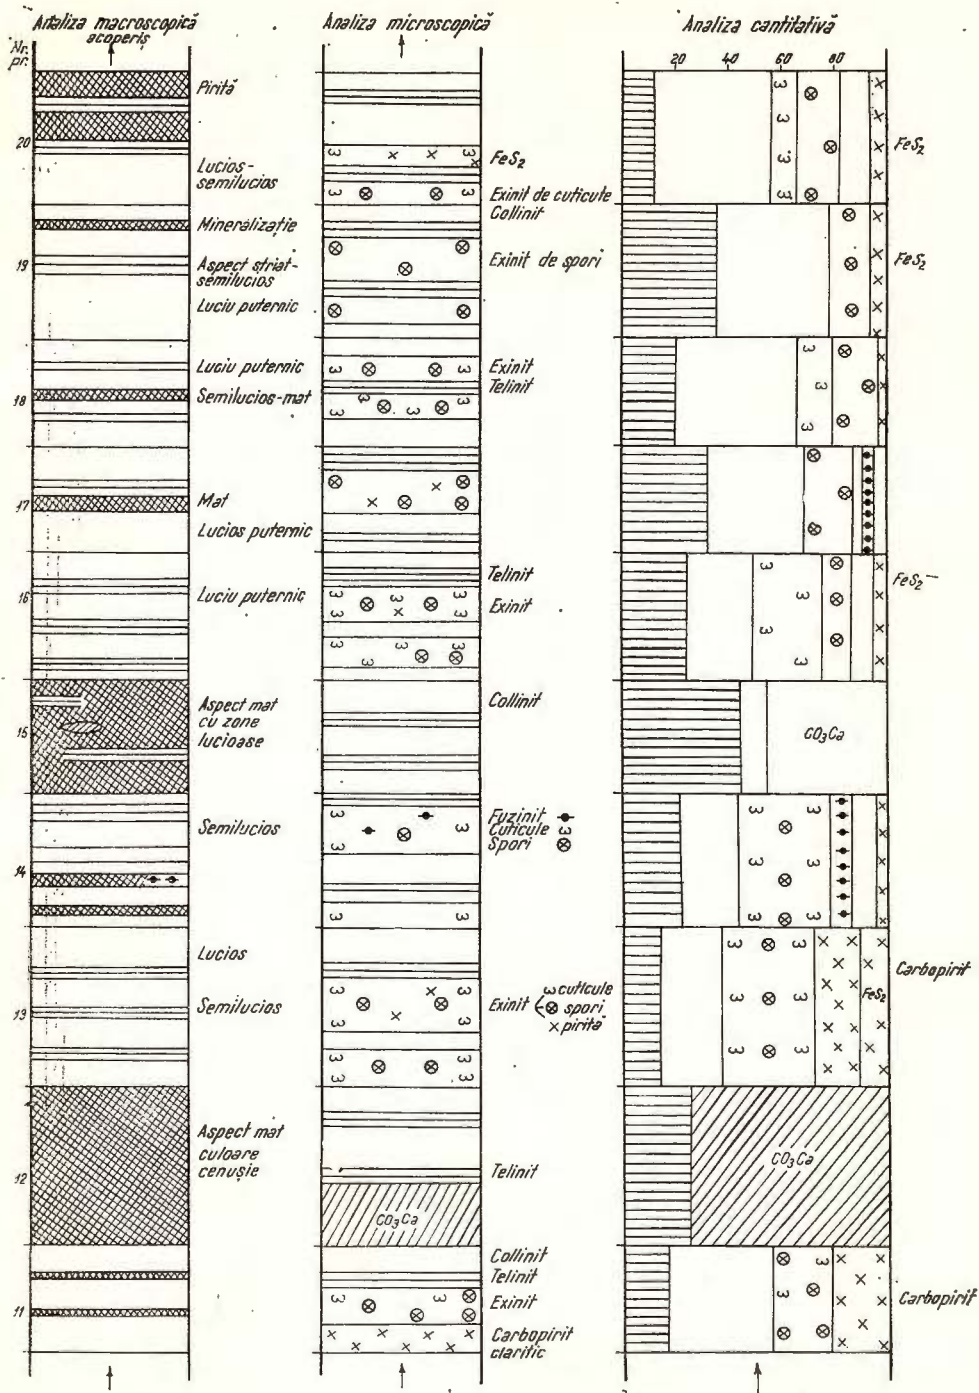 Analiza macroscopică
acoperiș
Nr.
pr.
Pirită
20
Lucios-
semilucios
Mineralizație
19
Aspect striat-
semilucios
Luciu puternic
Luciu puternic
18
Semilucios-mat
17
Mat
Lucios puternic
16
Luciu puternic
15
Aspect mat
cu zone
lucioase
Semilucios
14
Lucios
13
Semilucios
12
Aspect mat
culoare
cenușie
11
Analiza microscopică
FeS2
Exinit de cuticule
Collinit
Exinit de spori
Exinit
Telinit
Telinit
Exinit
Collinit
Fuzinit
Cuticule
Spori
Exinit
cuticule
spori
pirită
Telinit
CO3Ca
Collinit
Telinit
Exinit
Carbopirit
claritic
Analiza cantitativă
20 40 60 80
FeS2
FeS2
FeS2
CO3Ca
Carbopirit
FeS2
CO3Ca
Carbopirit